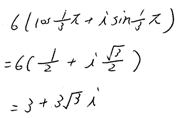 6(cos 1/3 π + i sin 1/3 π)
= 6(1/2 + i √3/2)
= 3 + 3√3 i